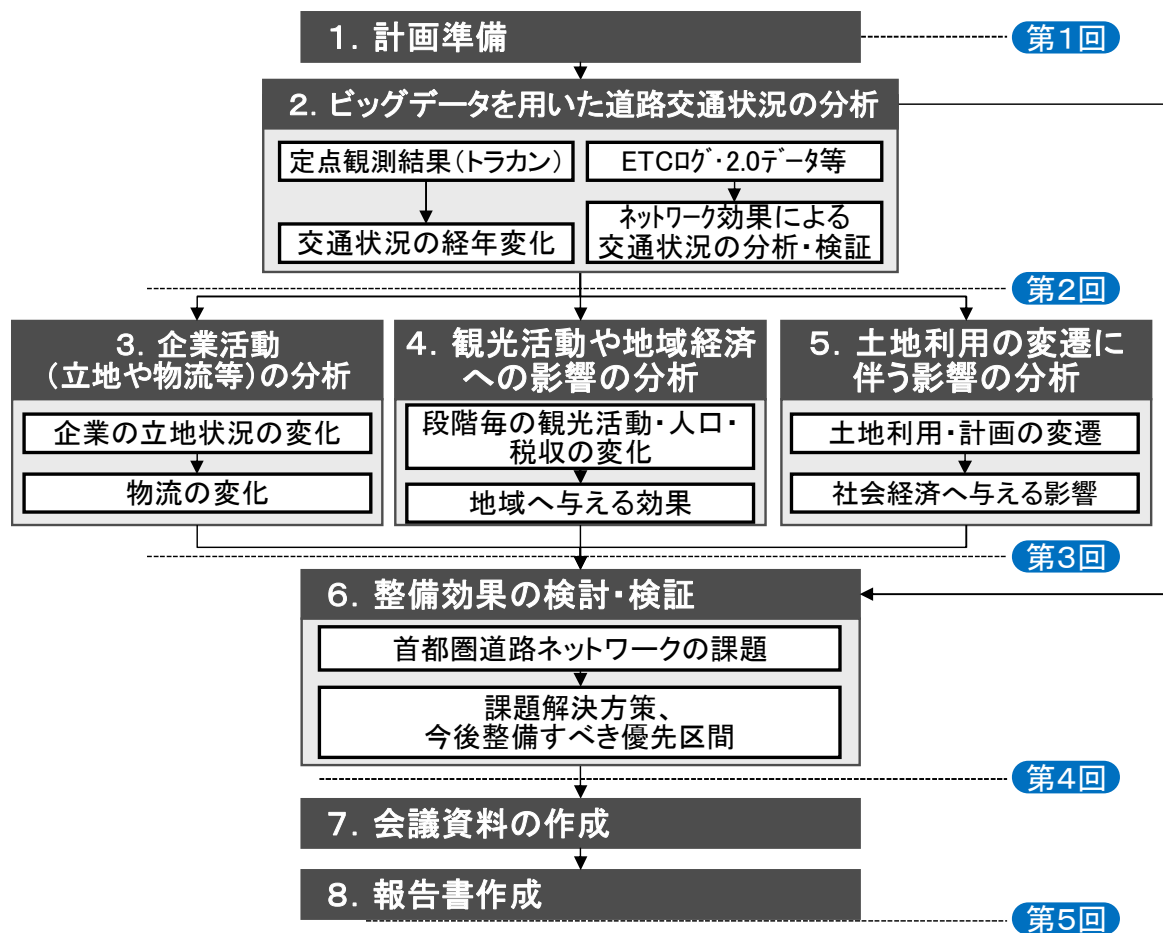 １．計画準備
第1回
２．ビッグデータを用いた道路交通状況の分析
定点観測結果(トラカン)
ETCﾛｸﾞ・2.0ﾃﾞｰﾀ等
交通状況の経年変化
ﾈｯﾄﾜｰｸ効果による
交通状況の分析・検証
第2回
３．企業活動
(立地や物流等)の分析
企業の立地状況の変化
物流の変化
４．観光活動や地域経済
への影響の分析
段階毎の観光活動・人口・
税収の変化
地域へ与える効果
５．土地利用の変遷に
伴う影響の分析
土地利用・計画の変遷
社会経済へ与える影響
第3回
６．整備効果の検討・検証
首都圏道路ネットワークの課題
課題解決方策、
今後整備すべき優先区間
第4回
７．会議資料の作成
８．報告書作成
第5回